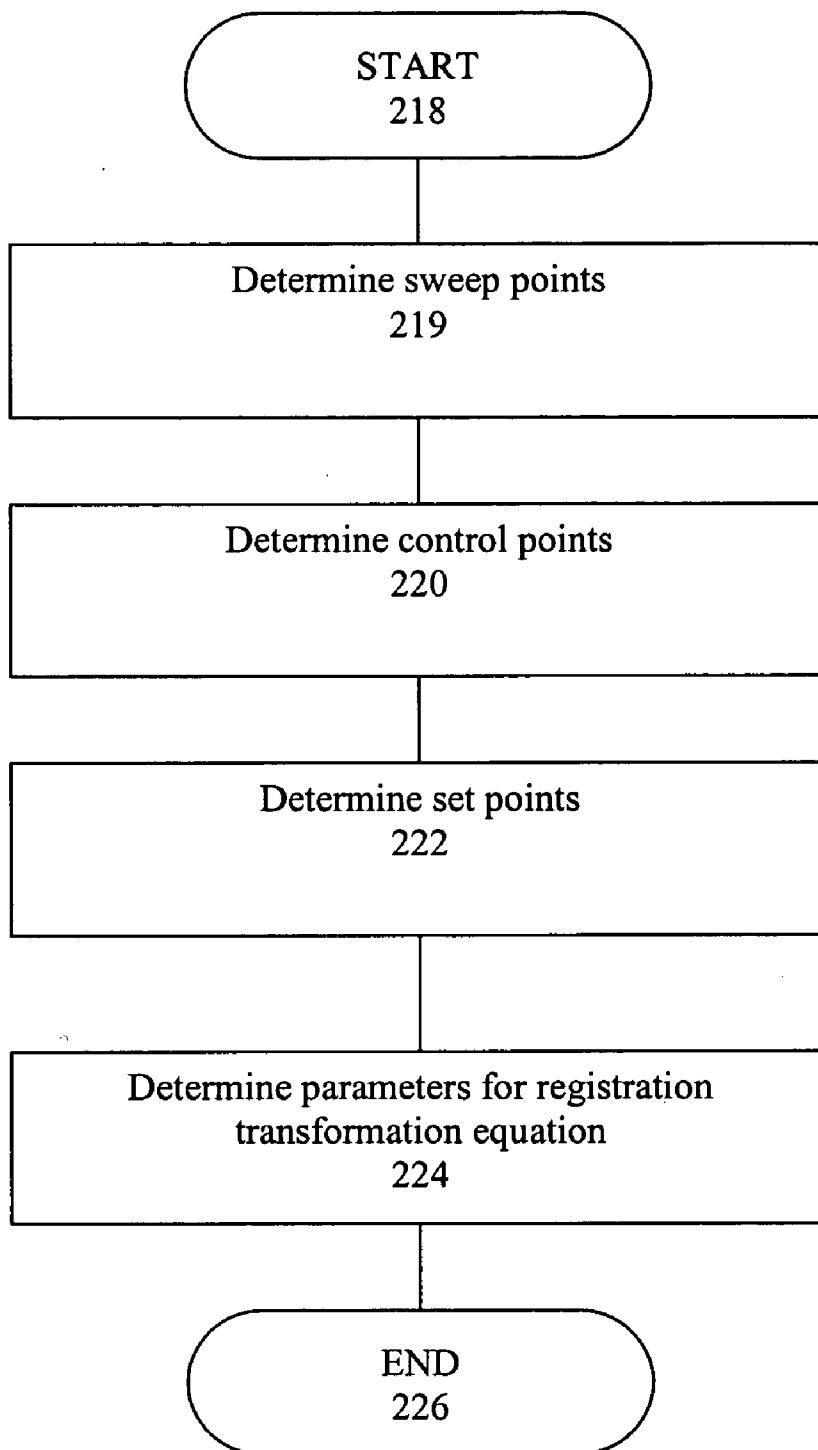 START
218
Determine sweep points
219
Determine control points
220
Determine set points
222
Determine parameters for registration
transformation equation
224
END
226